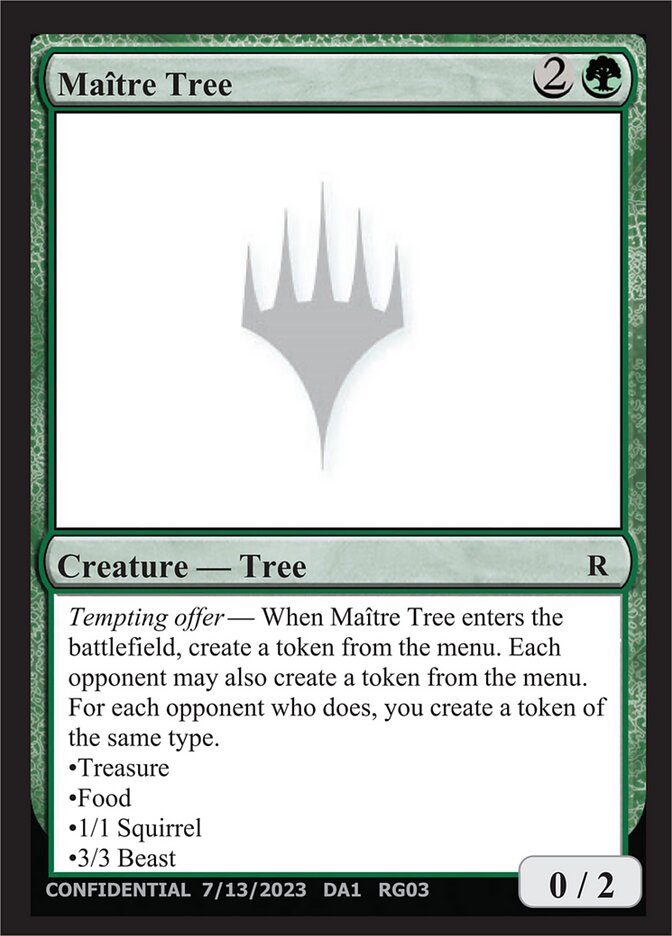 Maître Tree 2
Creature — Tree R
Tempting offer — When Maître Tree enters the
battlefield, create a token from the menu. Each
opponent may also create a token from the menu.
For each opponent who does, you create a token of
the same type.
•Treasure
•Food
•1/1 Squirrel
•3/3 Beast
CONFIDENTIAL 7/13/2023 DA1 RG03
0 / 2